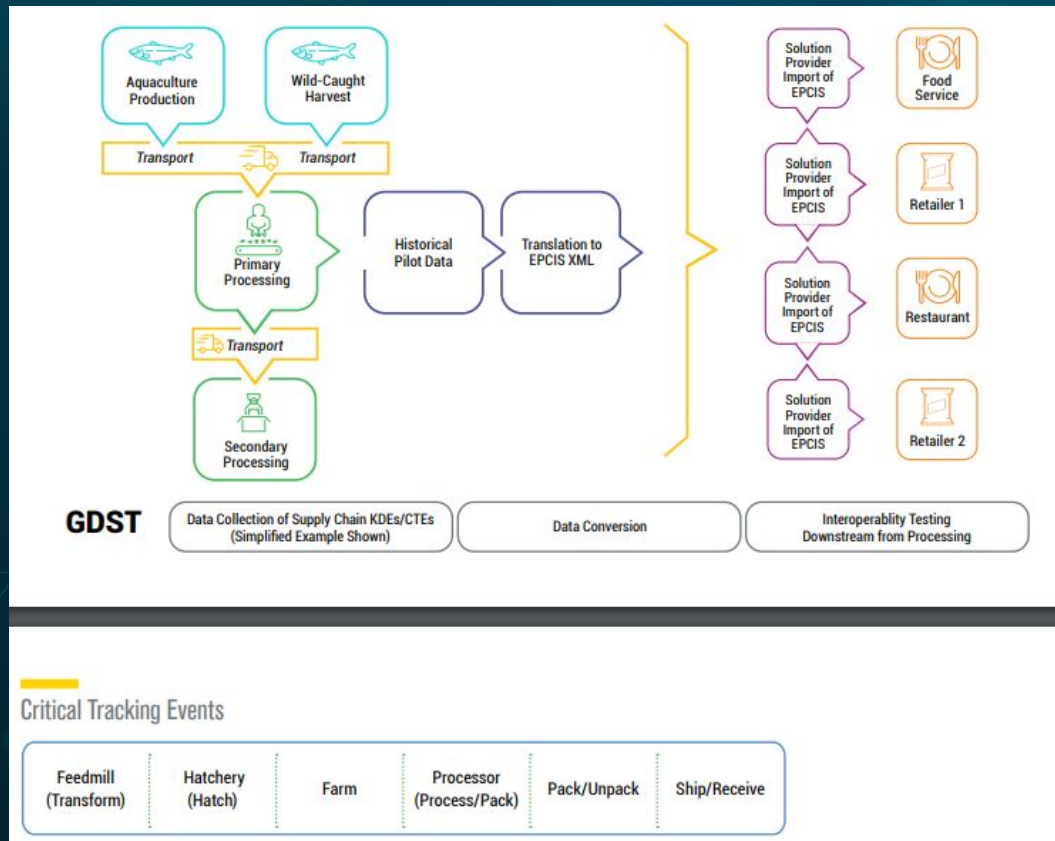 Aquaculture
Production
Wild-Caught
Harvest
Transport
Transport
Primary
Processing
Transport
Secondary
Processing
Historical
Pilot Data
Translation to
EPCIS XML
Solution
Provider
Import of
EPCIS
Food
Service
Solution
Provider
Import of
EPCIS
Retailer 1
Solution
Provider
Import of
EPCIS
Restaurant
Solution
Provider
Import of
EPCIS
Retailer 2
GDST
Data Collection of Supply Chain KDEs/CTEs
(Simplified Example Shown)
Data Conversion
Interoperablity Testing
Downstream from Processing
Critical Tracking Events
Feedmill
(Transform)
Hatchery
(Hatch)
Farm
Processor
(Process/Pack)
Pack/Unpack
Ship/Receive